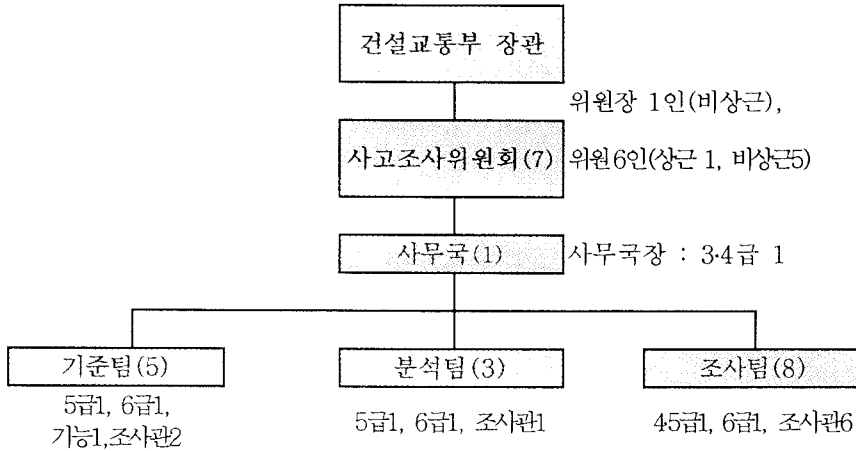 건설교통부 장관
위원장 1인(비상근),
사고조사위원회(7)
위원6인(상근 1, 비상근5)
사무국(1)
사무국장 : 3·4급 1
기준팀(5)
분석팀(3)
조사팀(8)
5급1, 6급1,
기능1,조사관2
5급1, 6급1, 조사관1
45급1, 6급1, 조사관6